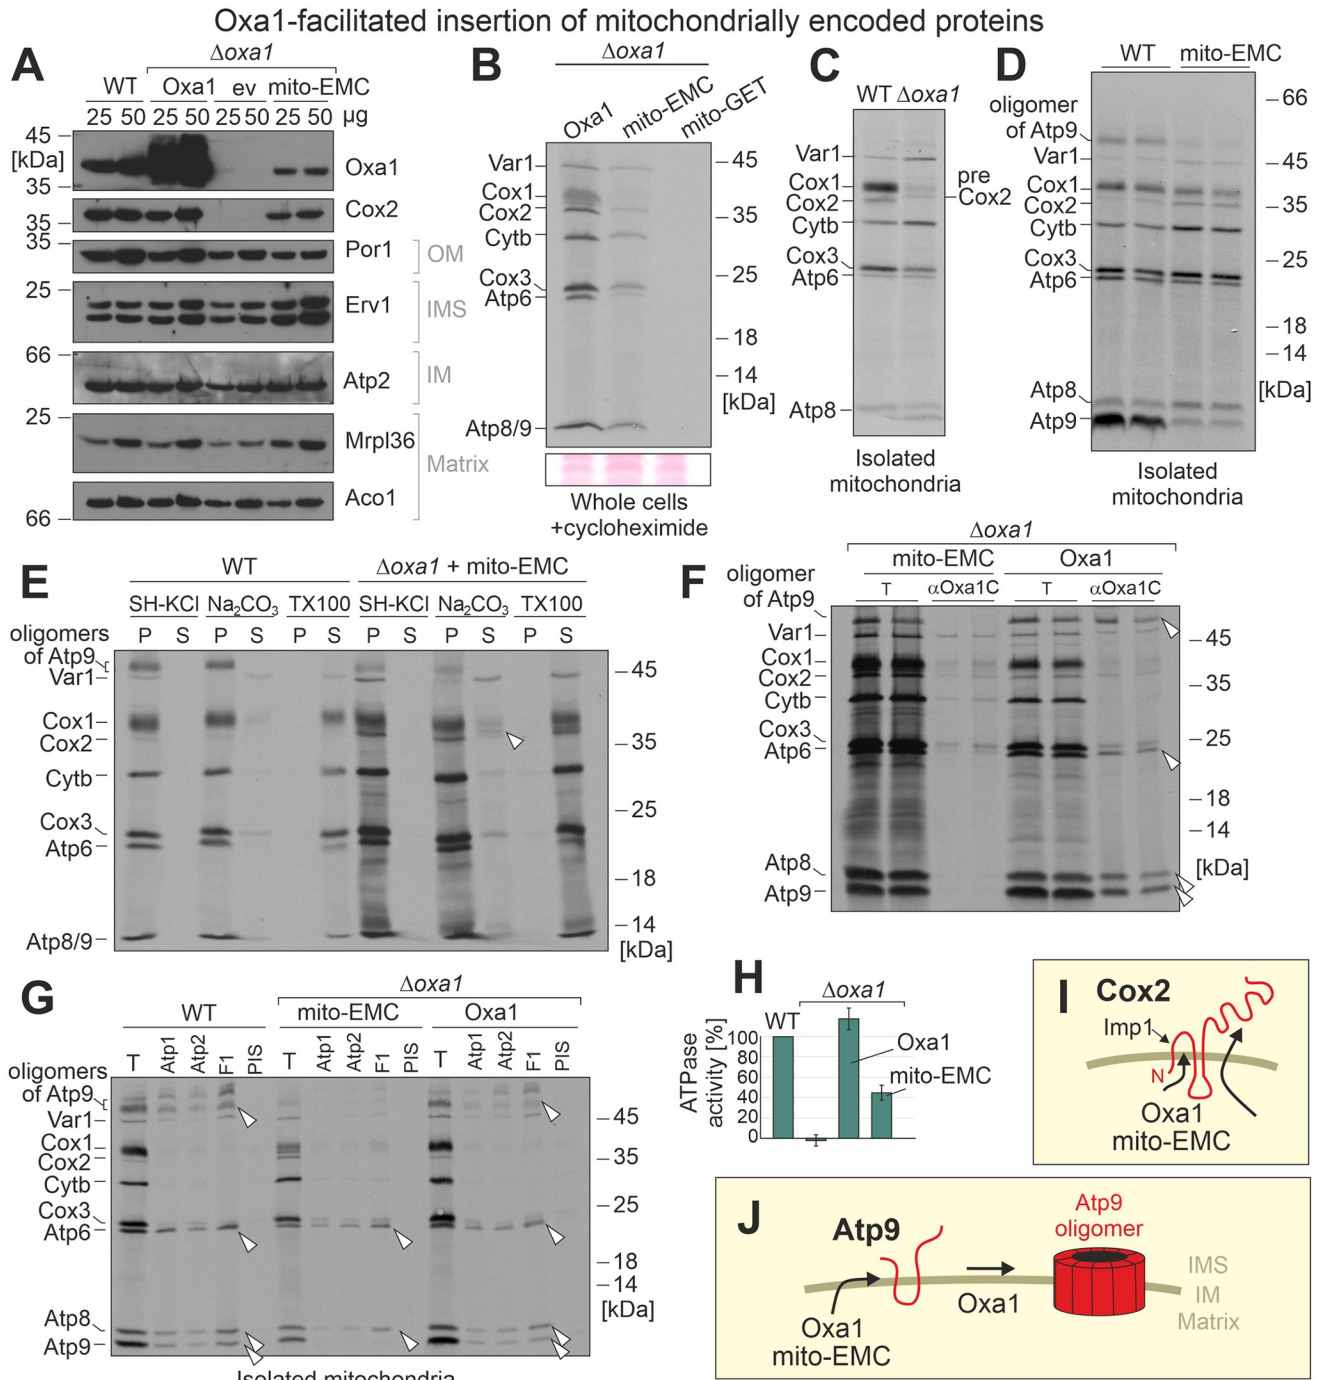 Oxa1-facilitated insertion of mitochondrially encoded proteins
A
Δoxa1
WT Oxa1 ev mito-EMC
25 50 25 50 25 50 25 50 µg
45
[kDa]
35
Oxa1
35
Cox2
35
Por1
OM
25
Erv1
IMS
66
Atp2
IM
25
Mrpl36
Matrix
Aco1
66
B
Δoxa1
Oxa1
mito-EMC
mito-GET
Var1
Cox1
Cox2
Cytb
Cox3
Atp6
Atp8/9
45
35
25
18
14
[kDa]
Whole cells
+cycloheximide
C
WT Δoxa1
Var1
Cox1
Cox2
Cytb
Cox3
Atp6
Atp8
pre
Cox2
Isolated
mitochondria
D
WT mito-EMC
oligomer
of Atp9
Var1
Cox1
Cox2
Cytb
Cox3
Atp6
Atp8
Atp9
66
45
35
25
18
14
[kDa]
Isolated
mitochondria
E
WT Δoxa1 + mito-EMC
SH-KCl Na₂CO₃ TX100 SH-KCl Na₂CO₃ TX100
P S P S P S P S P S P S
oligomers
of Atp9
Var1
Cox1
Cox2
Cytb
Cox3
Atp6
Atp8/9
45
35
25
18
14
[kDa]
F
Δoxa1
mito-EMC Oxa1
T αOxa1C T αOxa1C
oligomer
of Atp9
Var1
Cox1
Cox2
Cytb
Cox3
Atp6
Atp8
Atp9
45
35
25
18
14
[kDa]
G
Δoxa1
WT mito-EMC Oxa1
T Atp1 Atp2 F1 PIS T Atp1 Atp2 F1 PIS T Atp1 Atp2 F1 PIS
oligomers
of Atp9
Var1
Cox1
Cox2
Cytb
Cox3
Atp6
Atp8
Atp9
45
35
25
18
14
[kDa]
Isolated mitochondria
H
Δoxa1
WT
ATPase
activity [%]
100
80
60
40
20
0
Oxa1
mito-EMC
I
Cox2
Imp1
N
Oxa1
mito-EMC
J
Atp9
Atp9
oligomer
Oxa1
Oxa1
mito-EMC
IMS
IM
Matrix